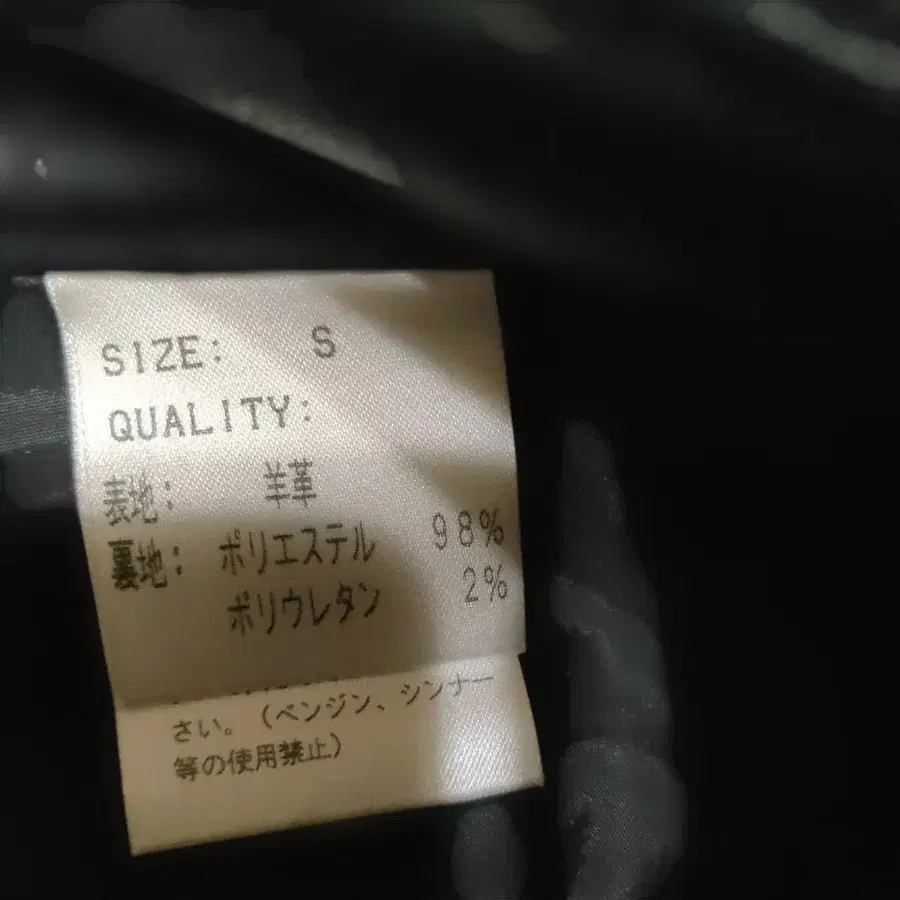 SIZE: S
QUALITY:
表地: 羊革
裏地: ポリエステル 98%
ポリウレタン 2%
さい。(ベンジン、シンナー
等の使用禁止)